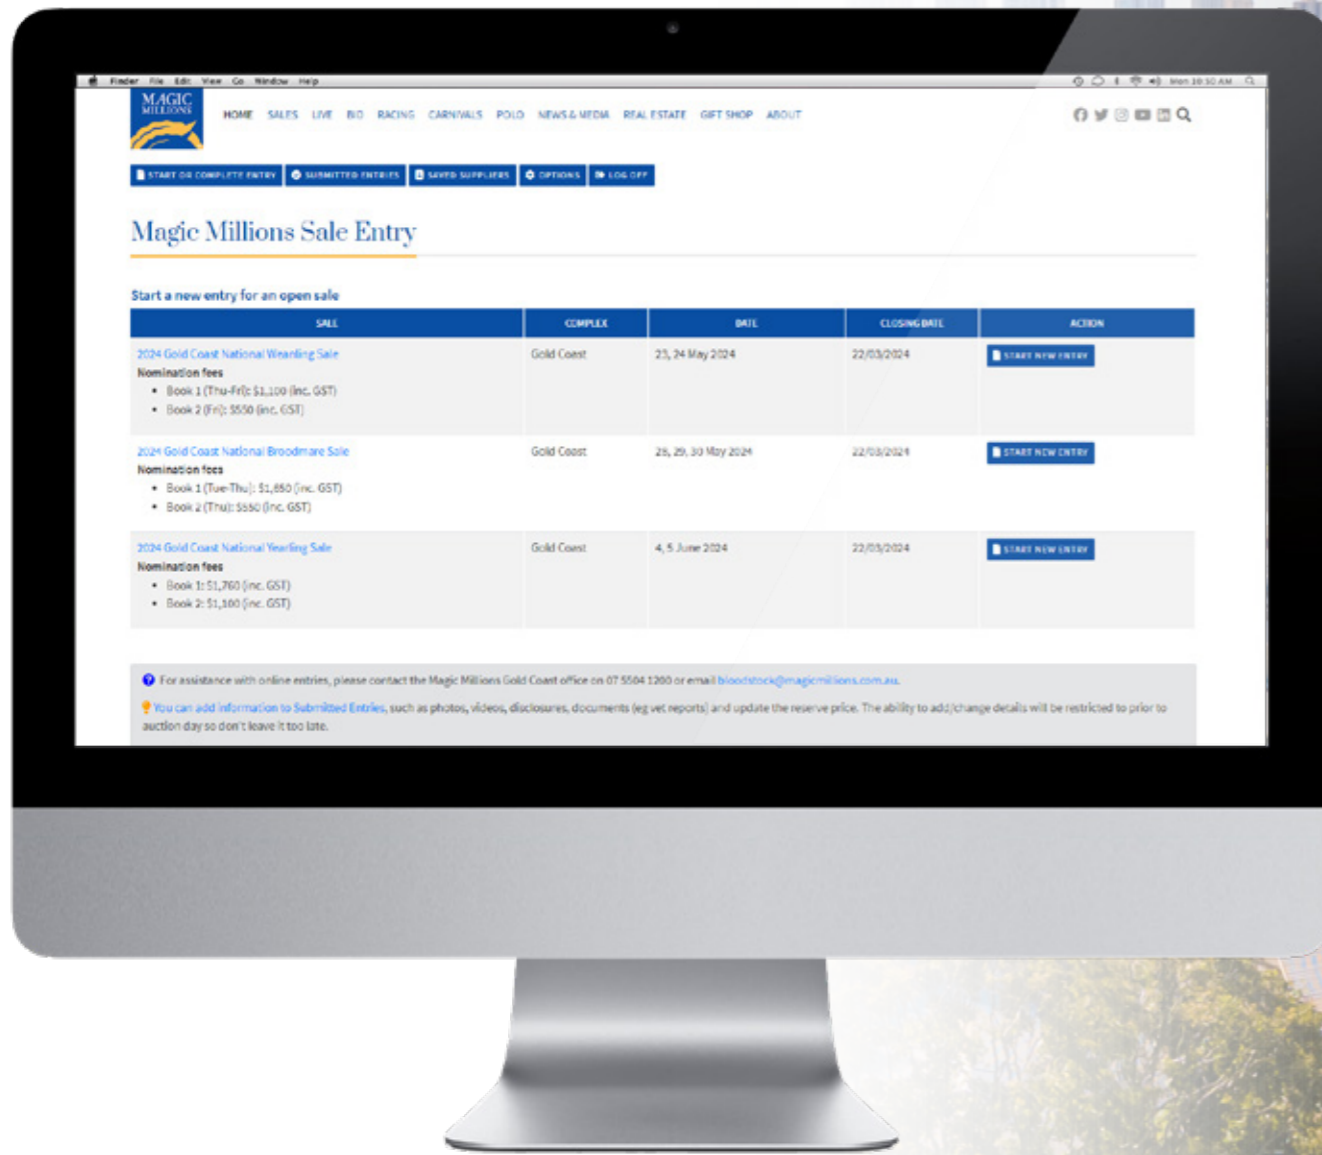 Finder File Edit View Go Window Help Mon 10:50 AM
MAGIC
MILLIONS
HOME SALES LIVE BIO RACING CARNIVALS POLO NEWS & MEDIA REAL ESTATE GIFT SHOP ABOUT
START OR COMPLETE ENTRY SUBMITTED ENTRIES SAVED SUPPLIERS OPTIONS LOG OFF
Magic Millions Sale Entry
Start a new entry for an open sale
SALE COMPLEX DATE CLOSING DATE ACTION
2024 Gold Coast National Weanling Sale Gold Coast 23, 24 May 2024 22/03/2024 START NEW ENTRY
Nomination fees
• Book 1 (Thu-Fri): $1,100 (inc. GST)
• Book 2 (Fri): $550 (inc. GST)
2024 Gold Coast National Broodmare Sale Gold Coast 28, 29, 30 May 2024 22/03/2024 START NEW ENTRY
Nomination fees
• Book 1 (Tue-Thu): $1,650 (inc. GST)
• Book 2 (Thu): $550 (inc. GST)
2024 Gold Coast National Yearling Sale Gold Coast 4, 5 June 2024 22/03/2024 START NEW ENTRY
Nomination fees
• Book 1: $1,760 (inc. GST)
• Book 2: $1,100 (inc. GST)
For assistance with online entries, please contact the Magic Millions Gold Coast office on 07 5504 1200 or email bloodstock@magicmillions.com.au.
You can add information to Submitted Entries, such as photos, videos, disclosures, documents (eg vet reports) and update the reserve price. The ability to add/change details will be restricted to prior to
auction day so don't leave it too late.